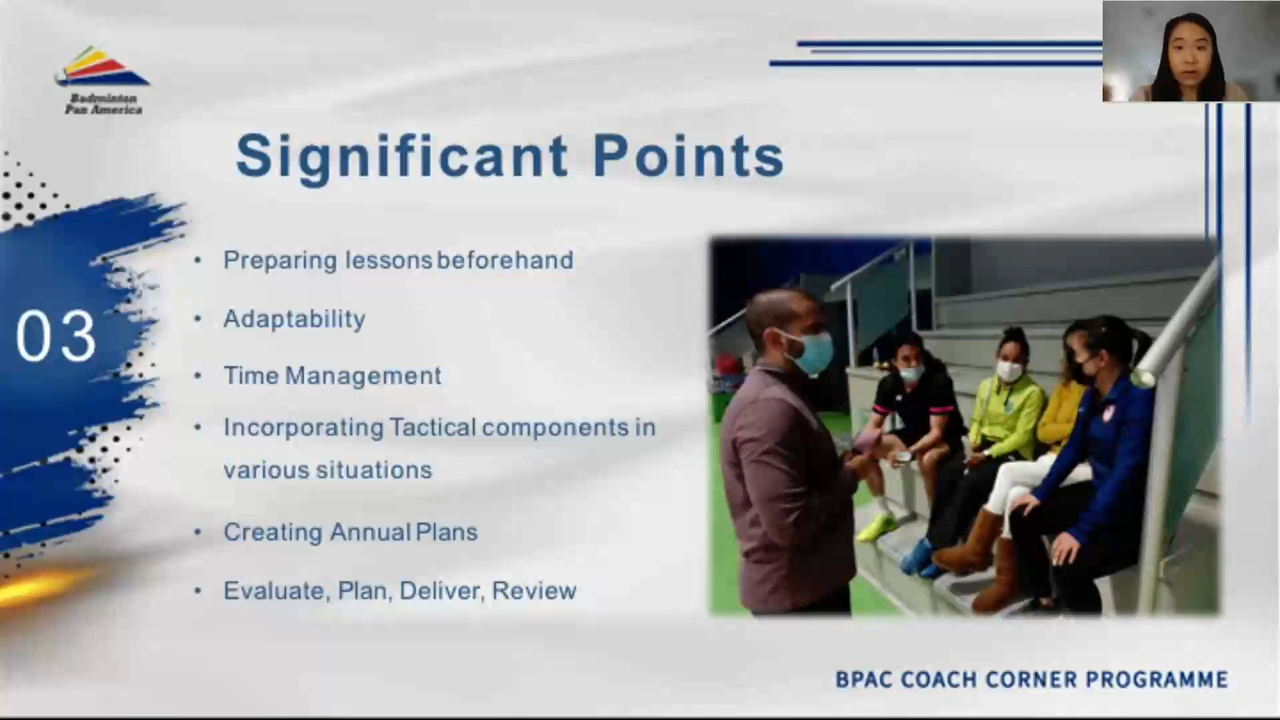 Badminton
Pan America
Significant Points
03
• Preparing lessons beforehand
• Adaptability
• Time Management
• Incorporating Tactical components in
various situations
• Creating Annual Plans
• Evaluate, Plan, Deliver, Review
BPAC COACH CORNER PROGRAMME